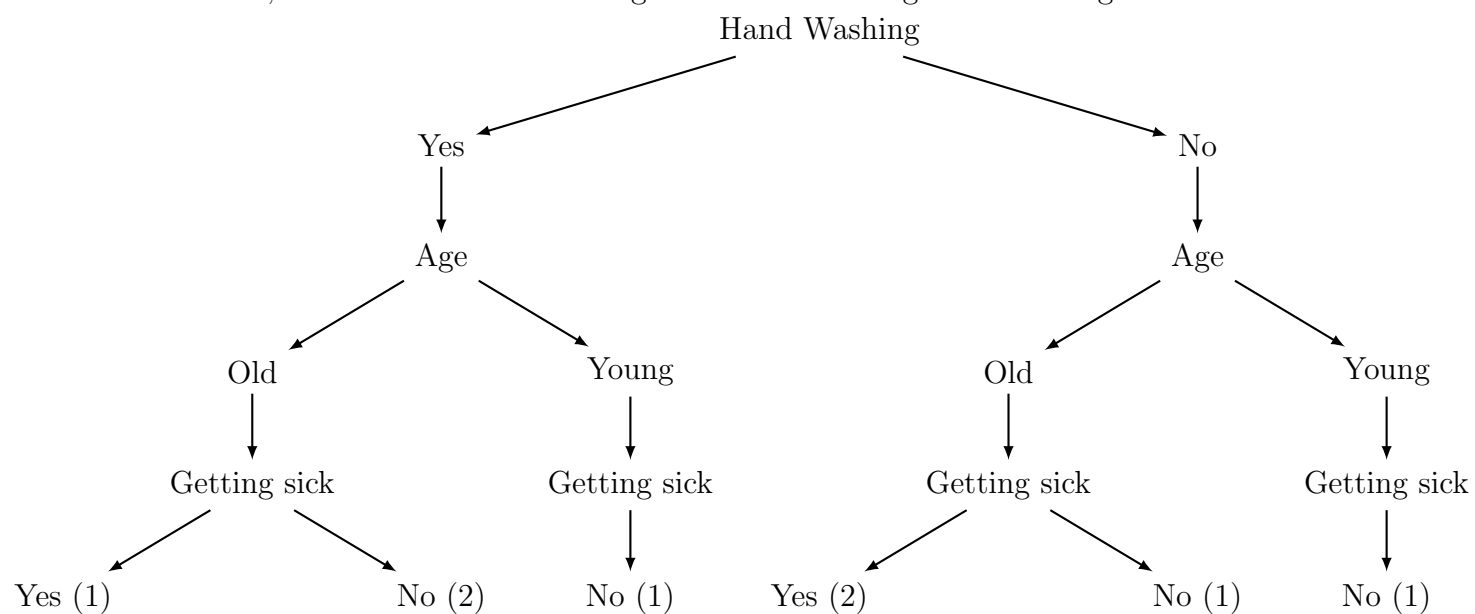 Hand Washing
Yes No
Age Age
Old Young Old Young
Getting sick Getting sick Getting sick Getting sick
Yes (1) No (2) No (1) Yes (2) No (1) No (1)